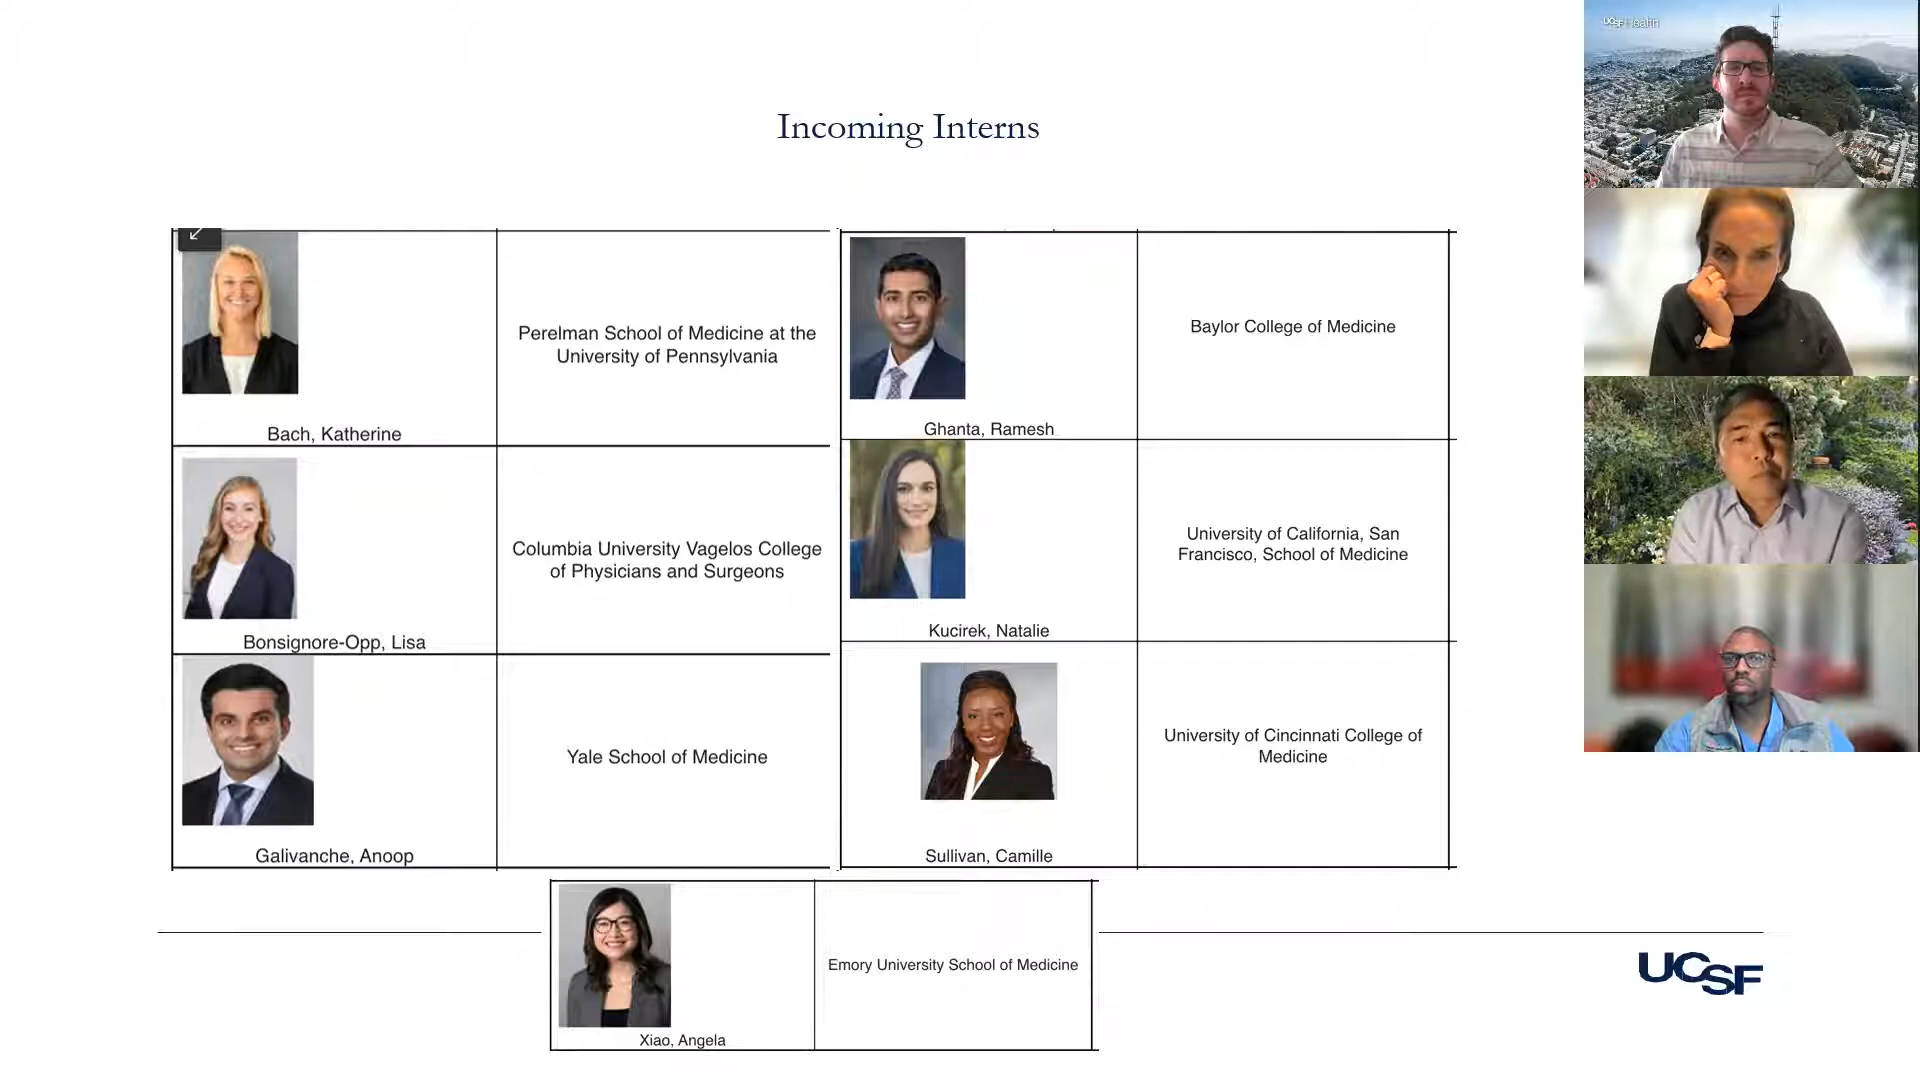 UCSF Health
Incoming Interns
Perelman School of Medicine at the
University of Pennsylvania
Bach, Katherine
Columbia University Vagelos College
of Physicians and Surgeons
Bonsignore-Opp, Lisa
Yale School of Medicine
Galivanche, Anoop
Baylor College of Medicine
Ghanta, Ramesh
University of California, San
Francisco, School of Medicine
Kucirek, Natalie
University of Cincinnati College of
Medicine
Sullivan, Camille
Emory University School of Medicine
Xiao, Angela
UCSF